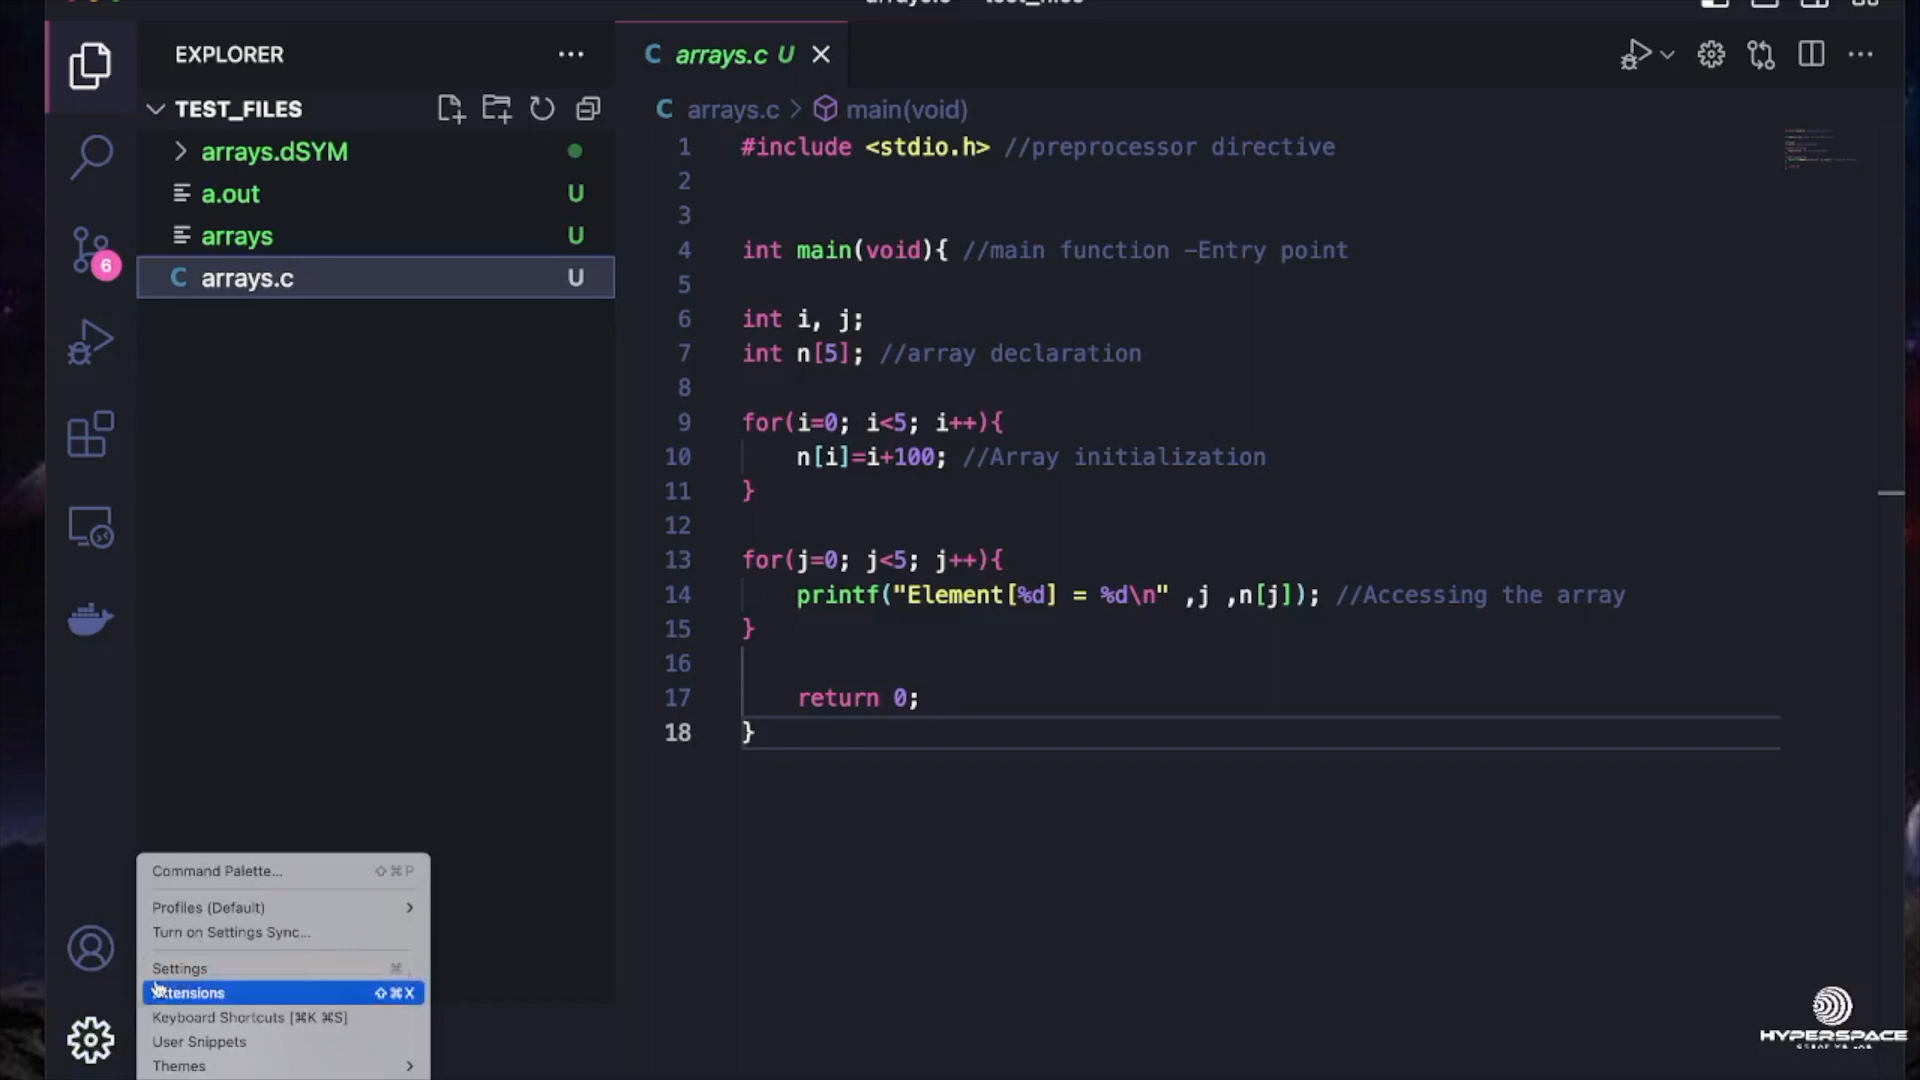 EXPLORER
TEST_FILES
arrays.dSYM
a.out U
arrays U
arrays.c U
6
arrays.c U
arrays.c > main(void)
1 #include <stdio.h> //preprocessor directive
2
3
4 int main(void){ //main function -Entry point
5
6 int i, j;
7 int n[5]; //array declaration
8
9 for(i=0; i<5; i++){
10 n[i]=i+100; //Array initialization
11 }
12
13 for(j=0; j<5; j++){
14 printf("Element[%d] = %d\n" ,j ,n[j]); //Accessing the array
15 }
16
17 return 0;
18 }
Command Palette... ⇧⌘P
Profiles (Default) >
Turn on Settings Sync...
Settings ⌘ ,
tensions ⇧⌘X
Keyboard Shortcuts [⌘K ⌘S]
User Snippets
Themes >
HYPERSPACE